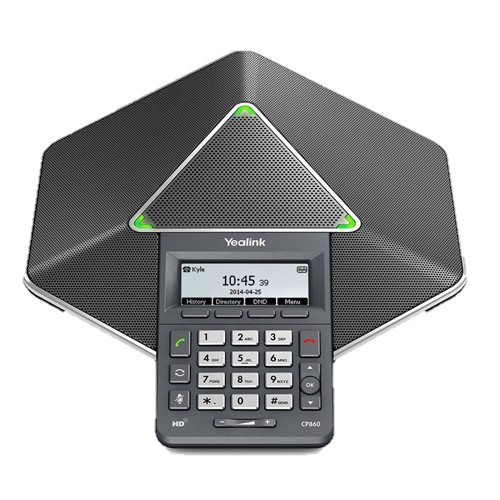 Yealink
Kyle
10:45 39
2014-04-25
History Directory DND Menu
1 2 ABC 3 DEF
4 GHI 5 JKL 6 MNO
7 PQRS 8 TUV 9 WXYZ
OK
*. 0 #SEND
HD CP860